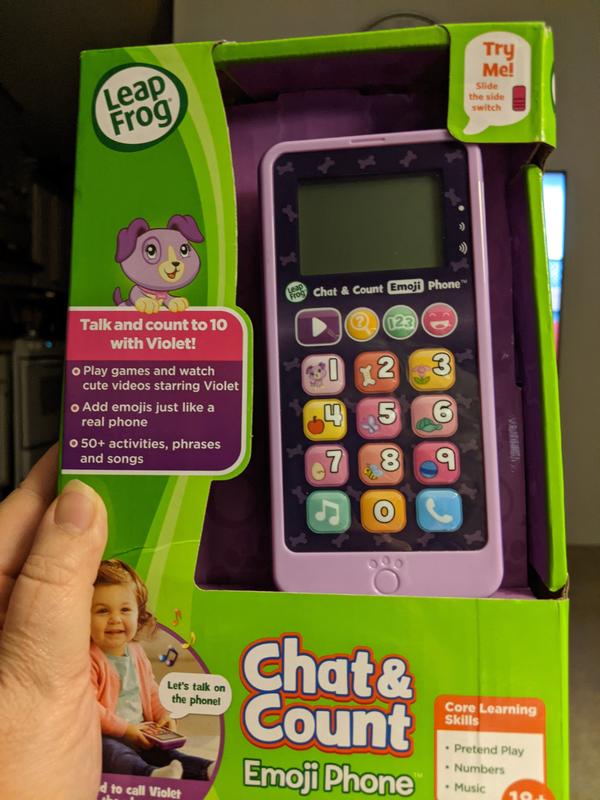 Leap
Frog
Try
Me!
Slide
the side
switch
Leap
Frog
Chat & Count Emoji Phone™
Talk and count to 10
with Violet!
Play games and watch
cute videos starring Violet
Add emojis just like a
real phone
50+ activities, phrases
and songs
?
123
1
2
3
4
5
6
7
8
9
0
Let's talk on
the phone!
Chat &
Count
Emoji Phone™
Core Learning
Skills
• Pretend Play
• Numbers
• Music
18+
to call Violet